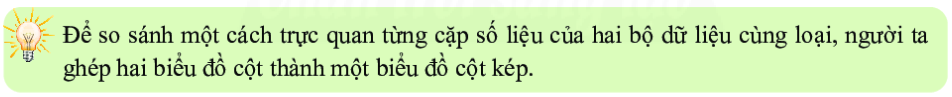 Để so sánh một cách trực quan từng cặp số liệu của hai bộ dữ liệu cùng loại, người ta
ghép hai biểu đồ cột thành một biểu đồ cột kép.